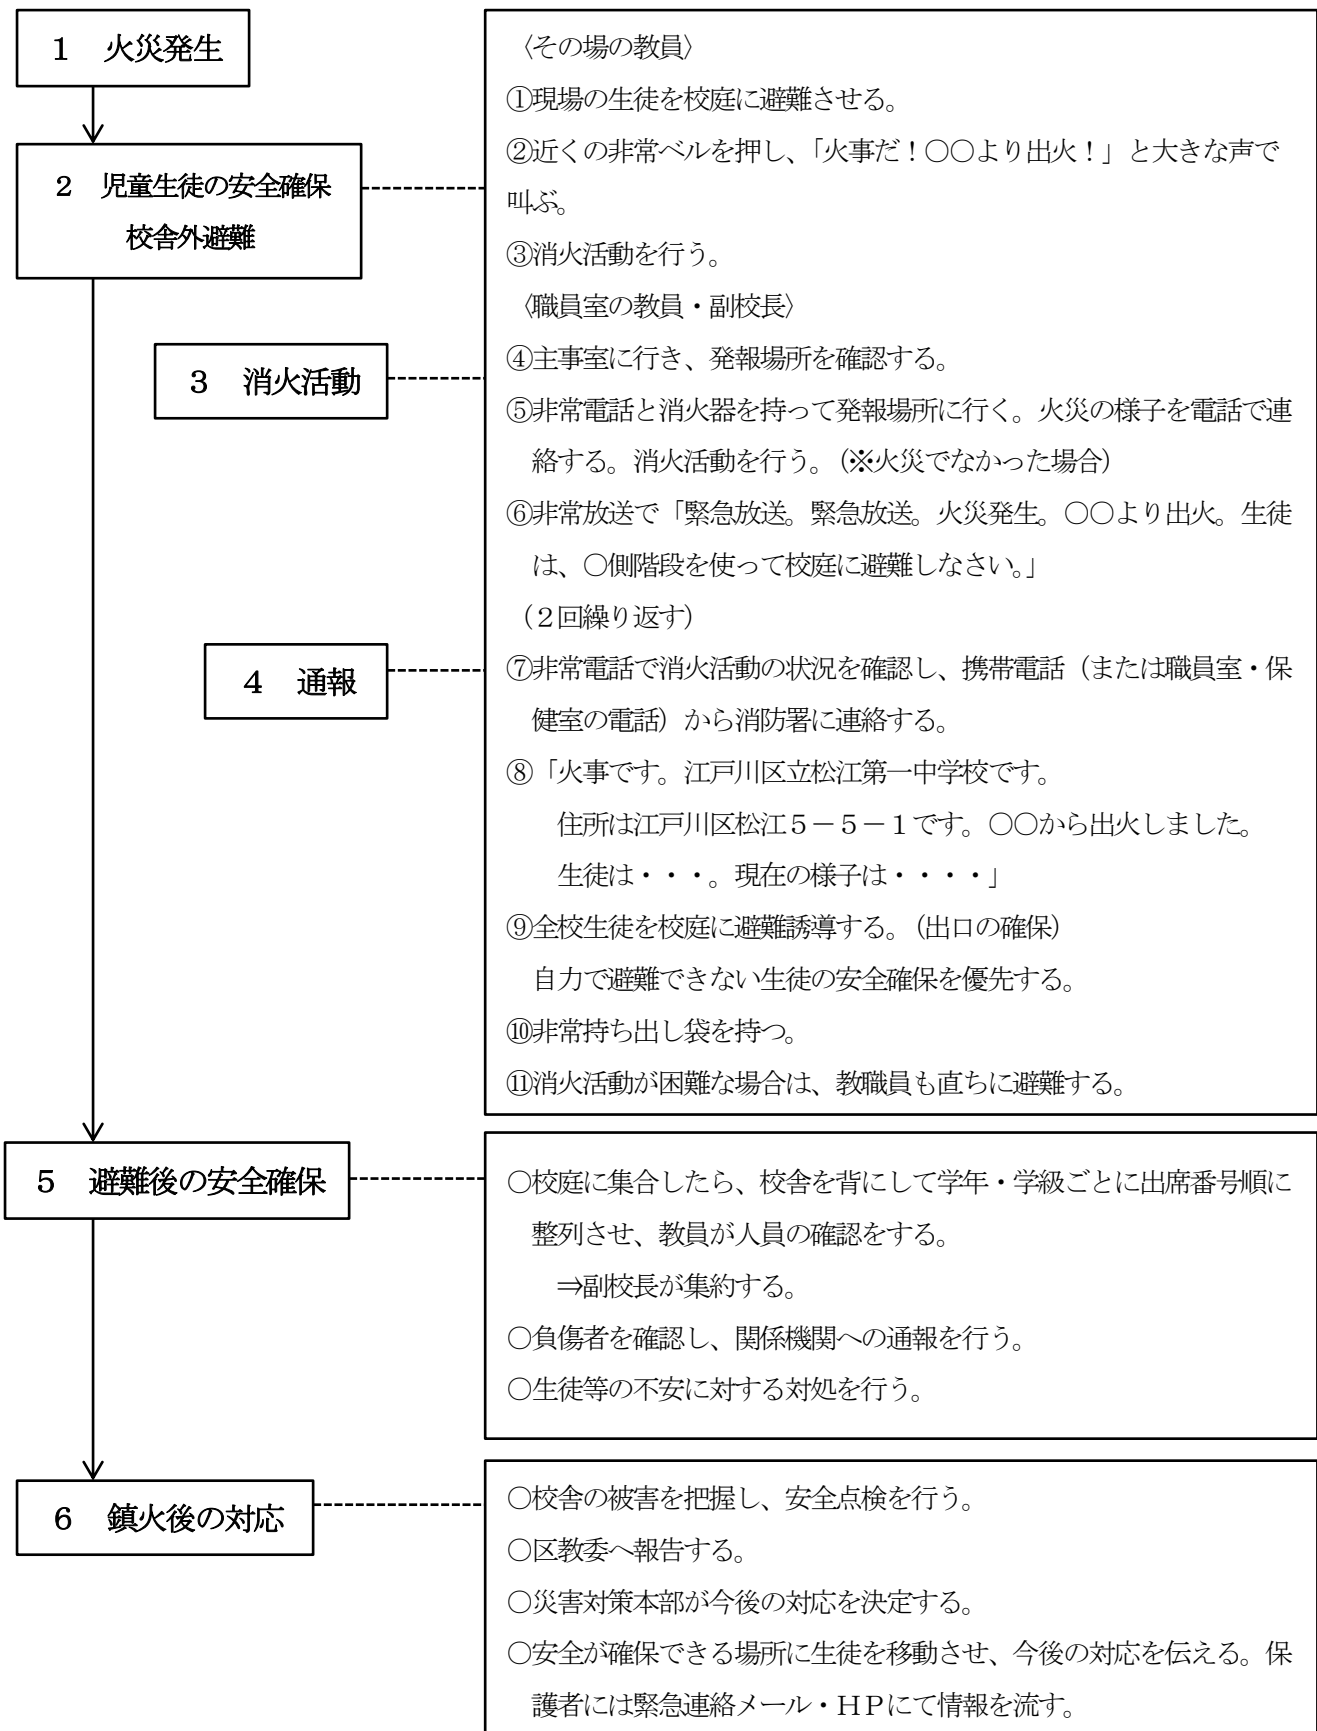 1 火災発生
2 児童生徒の安全確保
校舎外避難
3 消火活動
4 通報
5 避難後の安全確保
6 鎮火後の対応
〈その場の教員〉
①現場の生徒を校庭に避難させる。
②近くの非常ベルを押し、「火事だ！○○より出火！」と大きな声で
叫ぶ。
③消火活動を行う。
〈職員室の教員・副校長〉
④主事室に行き、発報場所を確認する。
⑤非常電話と消火器を持って発報場所に行く。火災の様子を電話で連
絡する。消火活動を行う。（※火災でなかった場合）
⑥非常放送で「緊急放送。緊急放送。火災発生。○○より出火。生徒
は、○側階段を使って校庭に避難しなさい。」
（２回繰り返す）
⑦非常電話で消火活動の状況を確認し、携帯電話（または職員室・保
健室の電話）から消防署に連絡する。
⑧「火事です。江戸川区立松江第一中学校です。
住所は江戸川区松江５－５－１です。○○から出火しました。
生徒は・・・。現在の様子は・・・・」
⑨全校生徒を校庭に避難誘導する。（出口の確保）
自力で避難できない生徒の安全確保を優先する。
⑩非常持ち出し袋を持つ。
⑪消火活動が困難な場合は、教職員も直ちに避難する。
○校庭に集合したら、校舎を背にして学年・学級ごとに出席番号順に
整列させ、教員が人員の確認をする。
⇒副校長が集約する。
○負傷者を確認し、関係機関への通報を行う。
○生徒等の不安に対する対処を行う。
○校舎の被害を把握し、安全点検を行う。
○区教委へ報告する。
○災害対策本部が今後の対応を決定する。
○安全が確保できる場所に生徒を移動させ、今後の対応を伝える。保
護者には緊急連絡メール・ＨＰにて情報を流す。